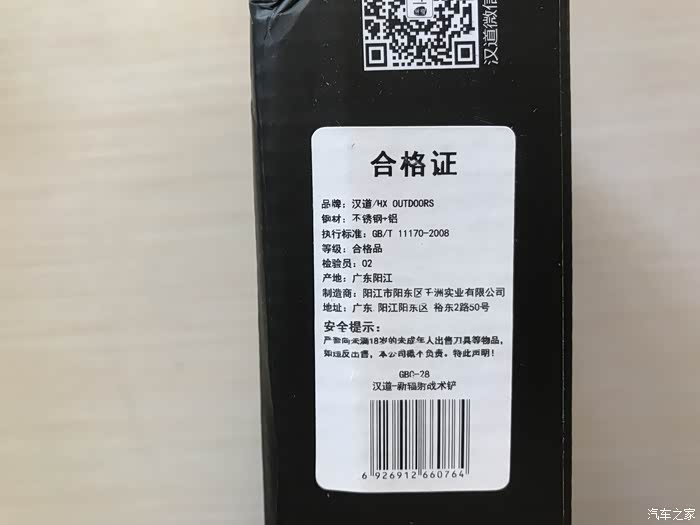 汉道微信
合格证
品牌：汉道/HX OUTDOORS
钢材：不锈钢+铝
执行标准：GB/T 11170-2008
等级：合格品
检验员：02
产地：广东阳江
制造商：阳江市阳东区千洲实业有限公司
地址：广东 阳江阳东区 裕东2路50号
安全提示：
严禁向未满18岁的未成年人出售刀具等物品，
如违反出售，本公司概不负责。特此声明！
GBC-28
汉道-新辐射战术铲
6 926912 660764
汽车之家